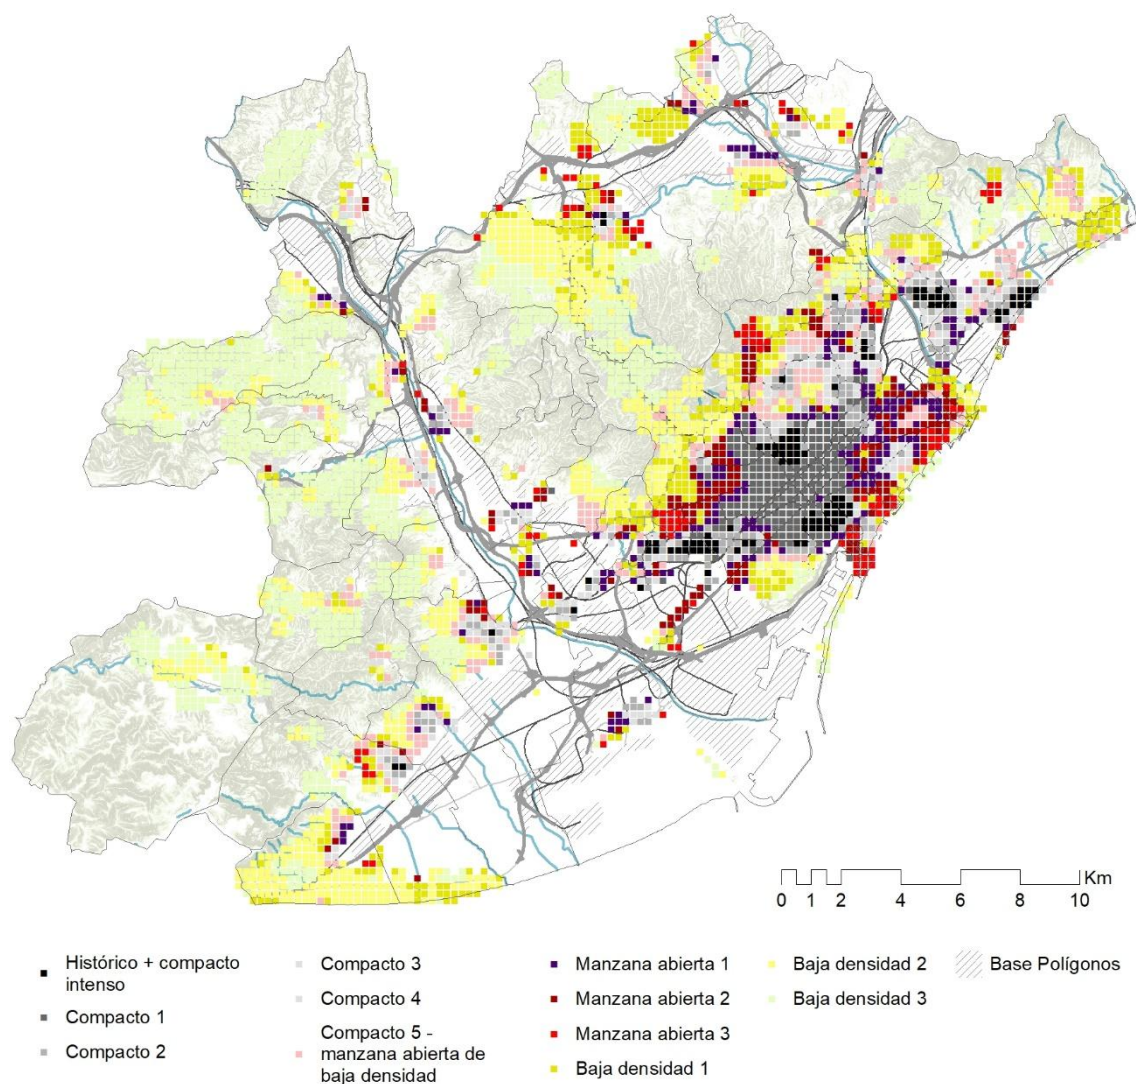 Km
0 1 2 4 6 8 10
Histórico + compacto
intenso
Compacto 1
Compacto 2
Compacto 3
Compacto 4
Compacto 5 -
manzana abierta de
baja densidad
Manzana abierta 1
Manzana abierta 2
Manzana abierta 3
Baja densidad 1
Baja densidad 2
Baja densidad 3
Base Polígonos